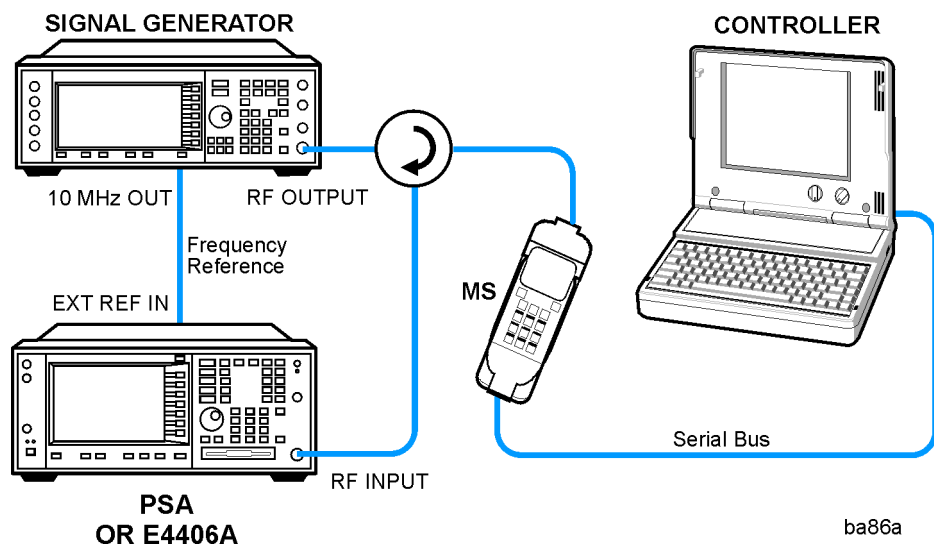 SIGNAL GENERATOR
CONTROLLER
10 MHz OUT
RF OUTPUT
Frequency
Reference
MS
EXT REF IN
Serial Bus
RF INPUT
PSA
OR E4406A
ba86a